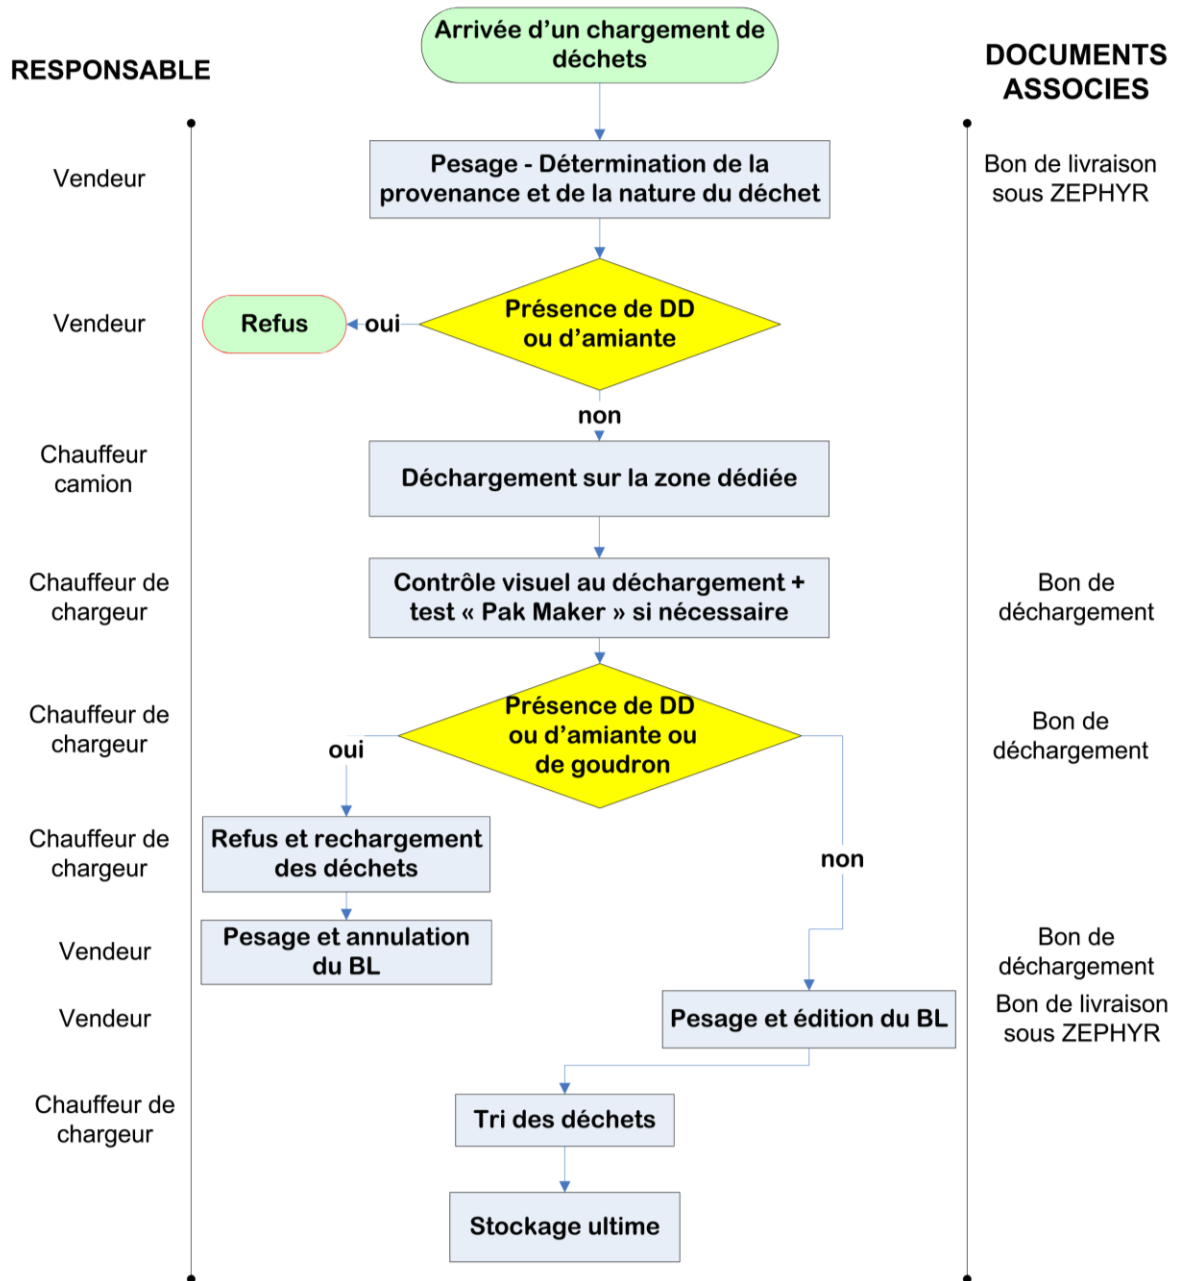 Arrivée d'un chargement de
déchets
RESPONSABLE
DOCUMENTS
ASSOCIES
Vendeur
Pesage - Détermination de la
provenance et de la nature du déchet
Bon de livraison
sous ZEPHYR
Vendeur
Refus
oui
Présence de DD
ou d'amiante
non
Chauffeur
camion
Déchargement sur la zone dédiée
Chauffeur de
chargeur
Contrôle visuel au déchargement +
test « Pak Maker » si nécessaire
Bon de
déchargement
Chauffeur de
chargeur
oui
Présence de DD
ou d'amiante ou
de goudron
Bon de
déchargement
Chauffeur de
chargeur
Refus et rechargement
des déchets
non
Vendeur
Pesage et annulation
du BL
Bon de
déchargement
Vendeur
Pesage et édition du BL
Bon de livraison
sous ZEPHYR
Chauffeur de
chargeur
Tri des déchets
Stockage ultime